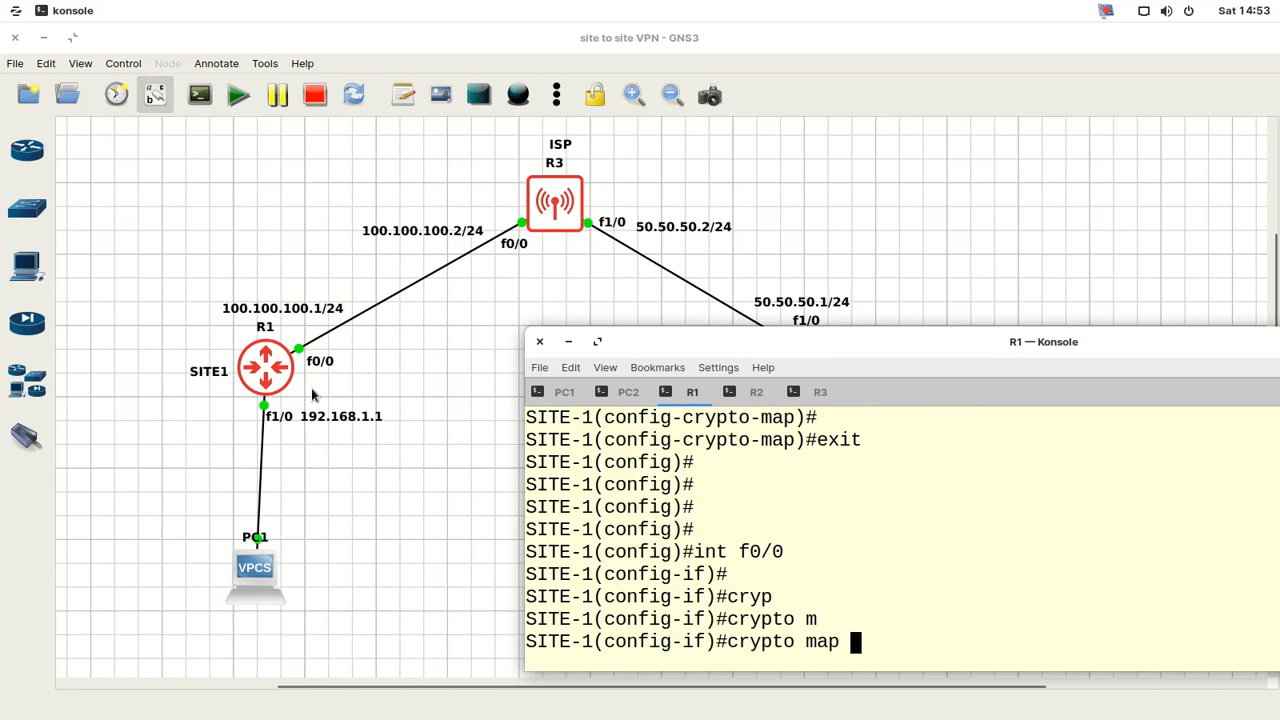 konsole
Sat 14:53
site to site VPN - GNS3
File Edit View Control Node Annotate Tools Help
ISP
R3
100.100.100.2/24
f0/0
f1/0
50.50.50.2/24
100.100.100.1/24
R1
SITE1
f0/0
f1/0 192.168.1.1
50.50.50.1/24
f1/0
PC1
VPCS
R1 — Konsole
File Edit View Bookmarks Settings Help
PC1 PC2 R1 R2 R3
SITE-1(config-crypto-map)#
SITE-1(config-crypto-map)#exit
SITE-1(config)#
SITE-1(config)#
SITE-1(config)#
SITE-1(config)#
SITE-1(config)#int f0/0
SITE-1(config-if)#
SITE-1(config-if)#cryp
SITE-1(config-if)#crypto m
SITE-1(config-if)#crypto map